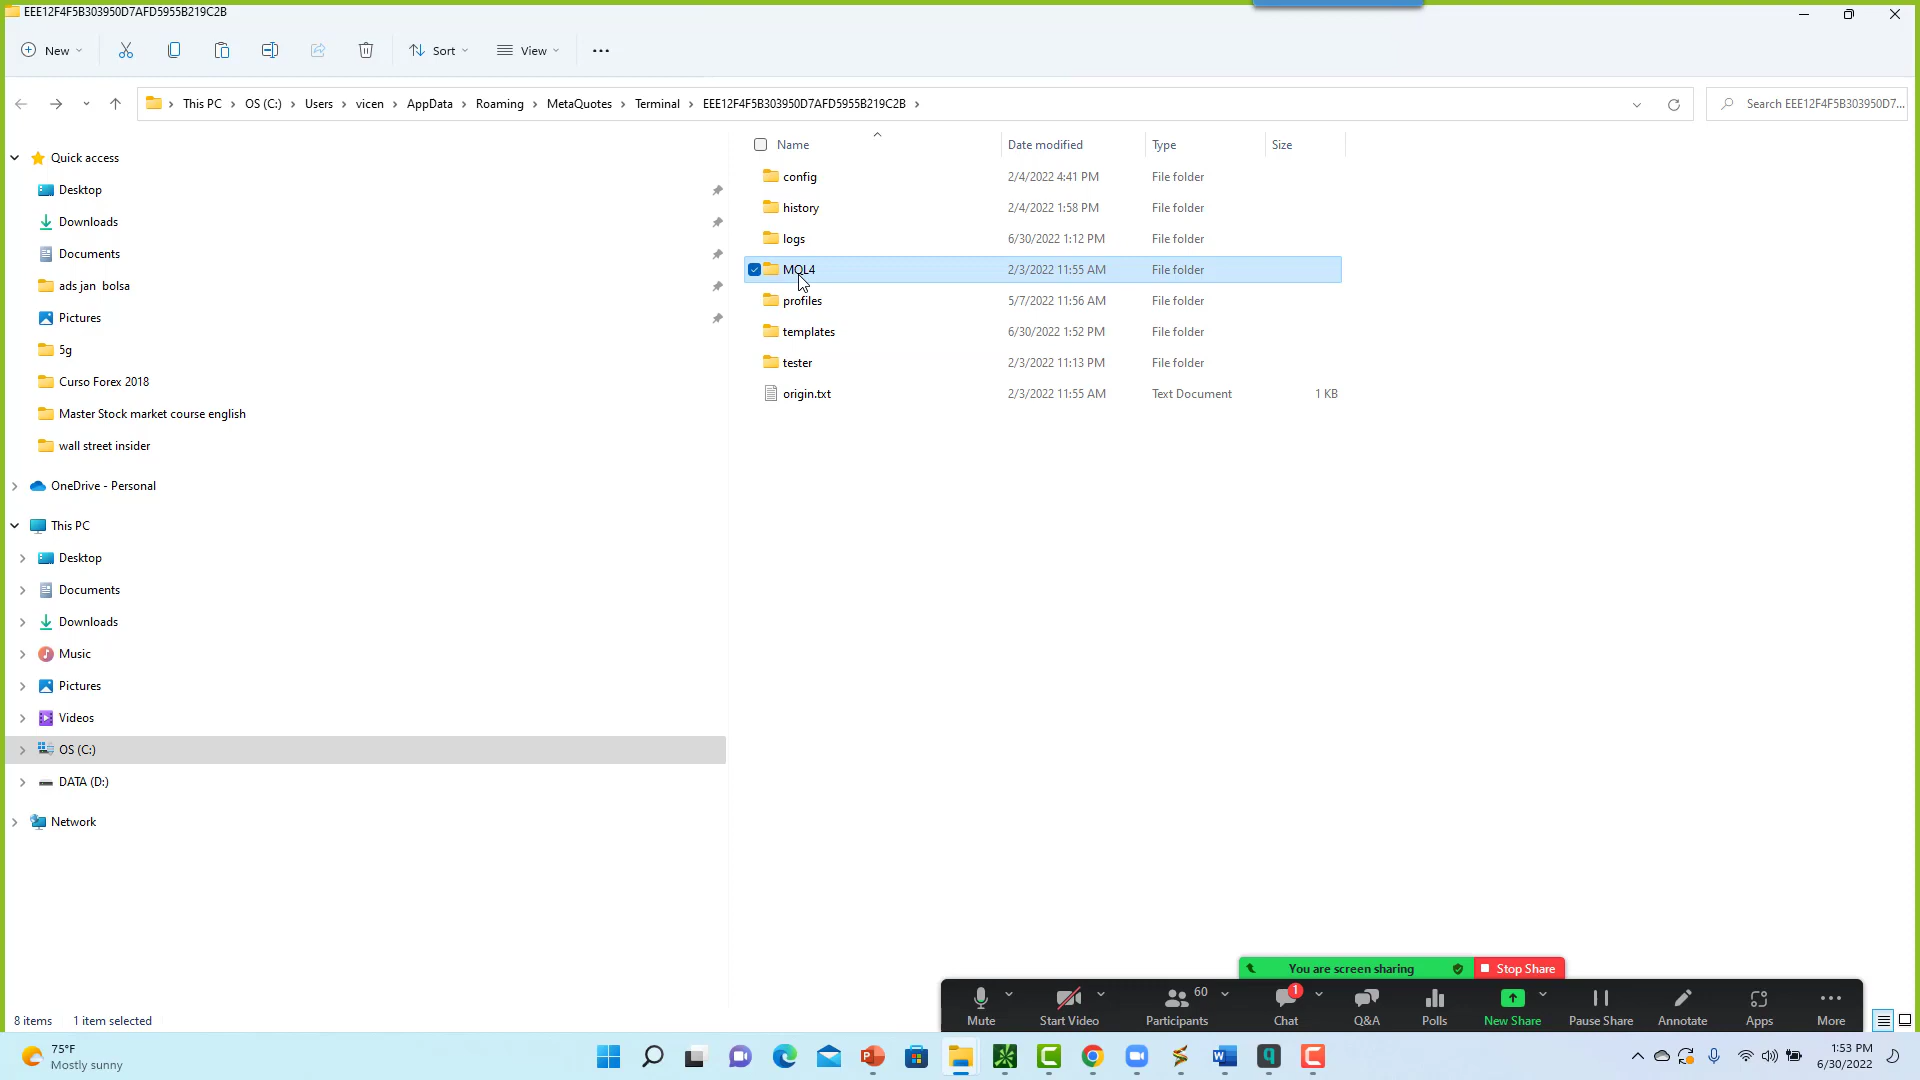 EEE12F4F5B303950D7AFD5955B219C2B
New
Sort
View
This PC
OS (C:)
Users
vicen
AppData
Roaming
MetaQuotes
Terminal
EEE12F4F5B303950D7AFD5955B219C2B
Search EEE12F4F5B303950D7...
Quick access
Desktop
Downloads
Documents
ads jan bolsa
Pictures
5g
Curso Forex 2018
Master Stock market course english
wall street insider
OneDrive - Personal
This PC
Desktop
Documents
Downloads
Music
Pictures
Videos
OS (C:)
DATA (D:)
Network
Name Date modified Type Size
config 2/4/2022 4:41 PM File folder
history 2/4/2022 1:58 PM File folder
logs 6/30/2022 1:12 PM File folder
MQL4 2/3/2022 11:55 AM File folder
profiles 5/7/2022 11:56 AM File folder
templates 6/30/2022 1:52 PM File folder
tester 2/3/2022 11:13 PM File folder
origin.txt 2/3/2022 11:55 AM Text Document 1 KB
You are screen sharing
Stop Share
Mute
Start Video
60
Participants
1
Chat
Q&A
Polls
New Share
Pause Share
Annotate
Apps
More
8 items 1 item selected
75°F
Mostly sunny
1:53 PM
6/30/2022